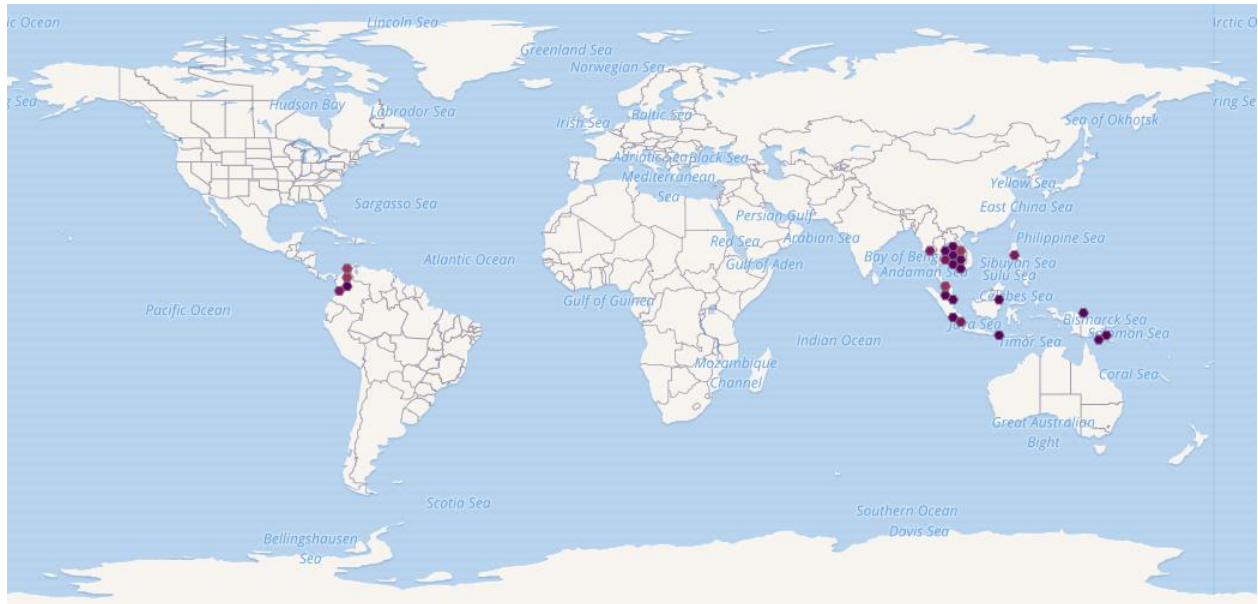 ic Ocean
Lincoln Sea
Arctic O
Greenland Sea
Norwegian Sea
ng Sea
Hudson Bay
Labrador Sea
Irish Sea
Baltic Sea
ring Se
Sea of Okhotsk
Adriatic Sea
Black Sea
Mediterranean
Sea
Yellow Sea
Sargasso Sea
Persian Gulf
East China Sea
Red Sea
Arabian Sea
Philippine Sea
Atlantic Ocean
Gulf of Aden
Bay of Beng
Andaman Sea
Sibuyan Sea
Sulu Sea
Gulf of Guinea
Celebes Sea
Pacific Ocean
Indian Ocean
Java Sea
Bismarck Sea
Solomon Sea
Timor Sea
Mozambique
Channel
Coral Sea
Great Australian
Bight
Scotia Sea
Southern Ocean
Davis Sea
Bellingshausen
Sea